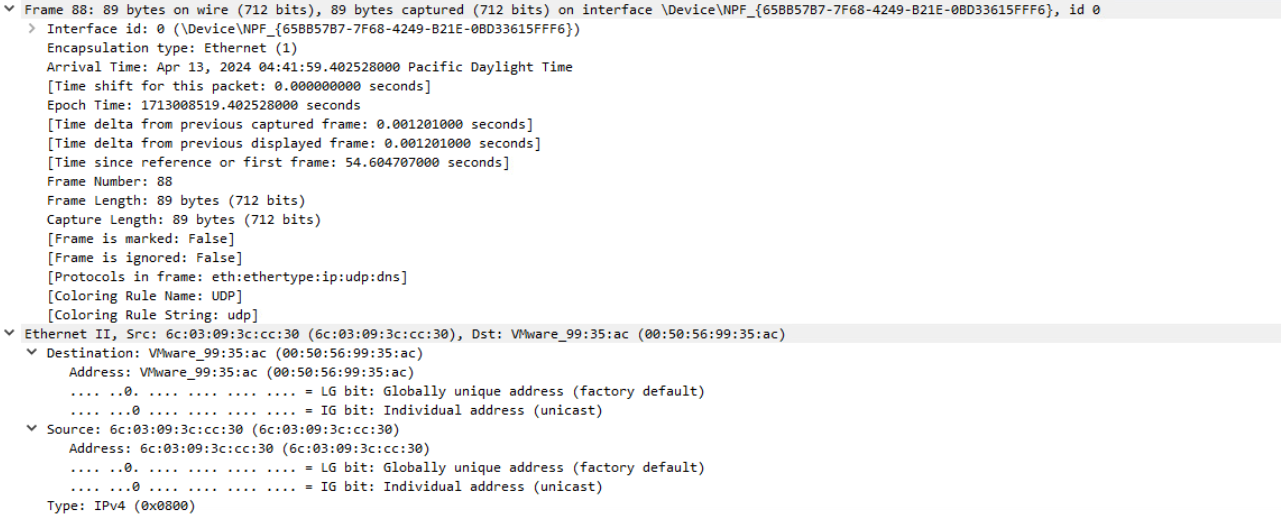 Frame 88: 89 bytes on wire (712 bits), 89 bytes captured (712 bits) on interface \Device\NPF_{65BB57B7-7F68-4249-B21E-0BD33615FFF6}, id 0
Interface id: 0 (\Device\NPF_{65BB57B7-7F68-4249-B21E-0BD33615FFF6})
Encapsulation type: Ethernet (1)
Arrival Time: Apr 13, 2024 04:41:59.402528000 Pacific Daylight Time
[Time shift for this packet: 0.000000000 seconds]
Epoch Time: 1713008519.402528000 seconds
[Time delta from previous captured frame: 0.001201000 seconds]
[Time delta from previous displayed frame: 0.001201000 seconds]
[Time since reference or first frame: 54.604707000 seconds]
Frame Number: 88
Frame Length: 89 bytes (712 bits)
Capture Length: 89 bytes (712 bits)
[Frame is marked: False]
[Frame is ignored: False]
[Protocols in frame: eth:ethertype:ip:udp:dns]
[Coloring Rule Name: UDP]
[Coloring Rule String: udp]
Ethernet II, Src: 6c:03:09:3c:cc:30 (6c:03:09:3c:cc:30), Dst: VMware_99:35:ac (00:50:56:99:35:ac)
Destination: VMware_99:35:ac (00:50:56:99:35:ac)
Address: VMware_99:35:ac (00:50:56:99:35:ac)
.... ..0. .... .... .... .... = LG bit: Globally unique address (factory default)
.... ...0 .... .... .... .... = IG bit: Individual address (unicast)
Source: 6c:03:09:3c:cc:30 (6c:03:09:3c:cc:30)
Address: 6c:03:09:3c:cc:30 (6c:03:09:3c:cc:30)
.... ..0. .... .... .... .... = LG bit: Globally unique address (factory default)
.... ...0 .... .... .... .... = IG bit: Individual address (unicast)
Type: IPv4 (0x0800)